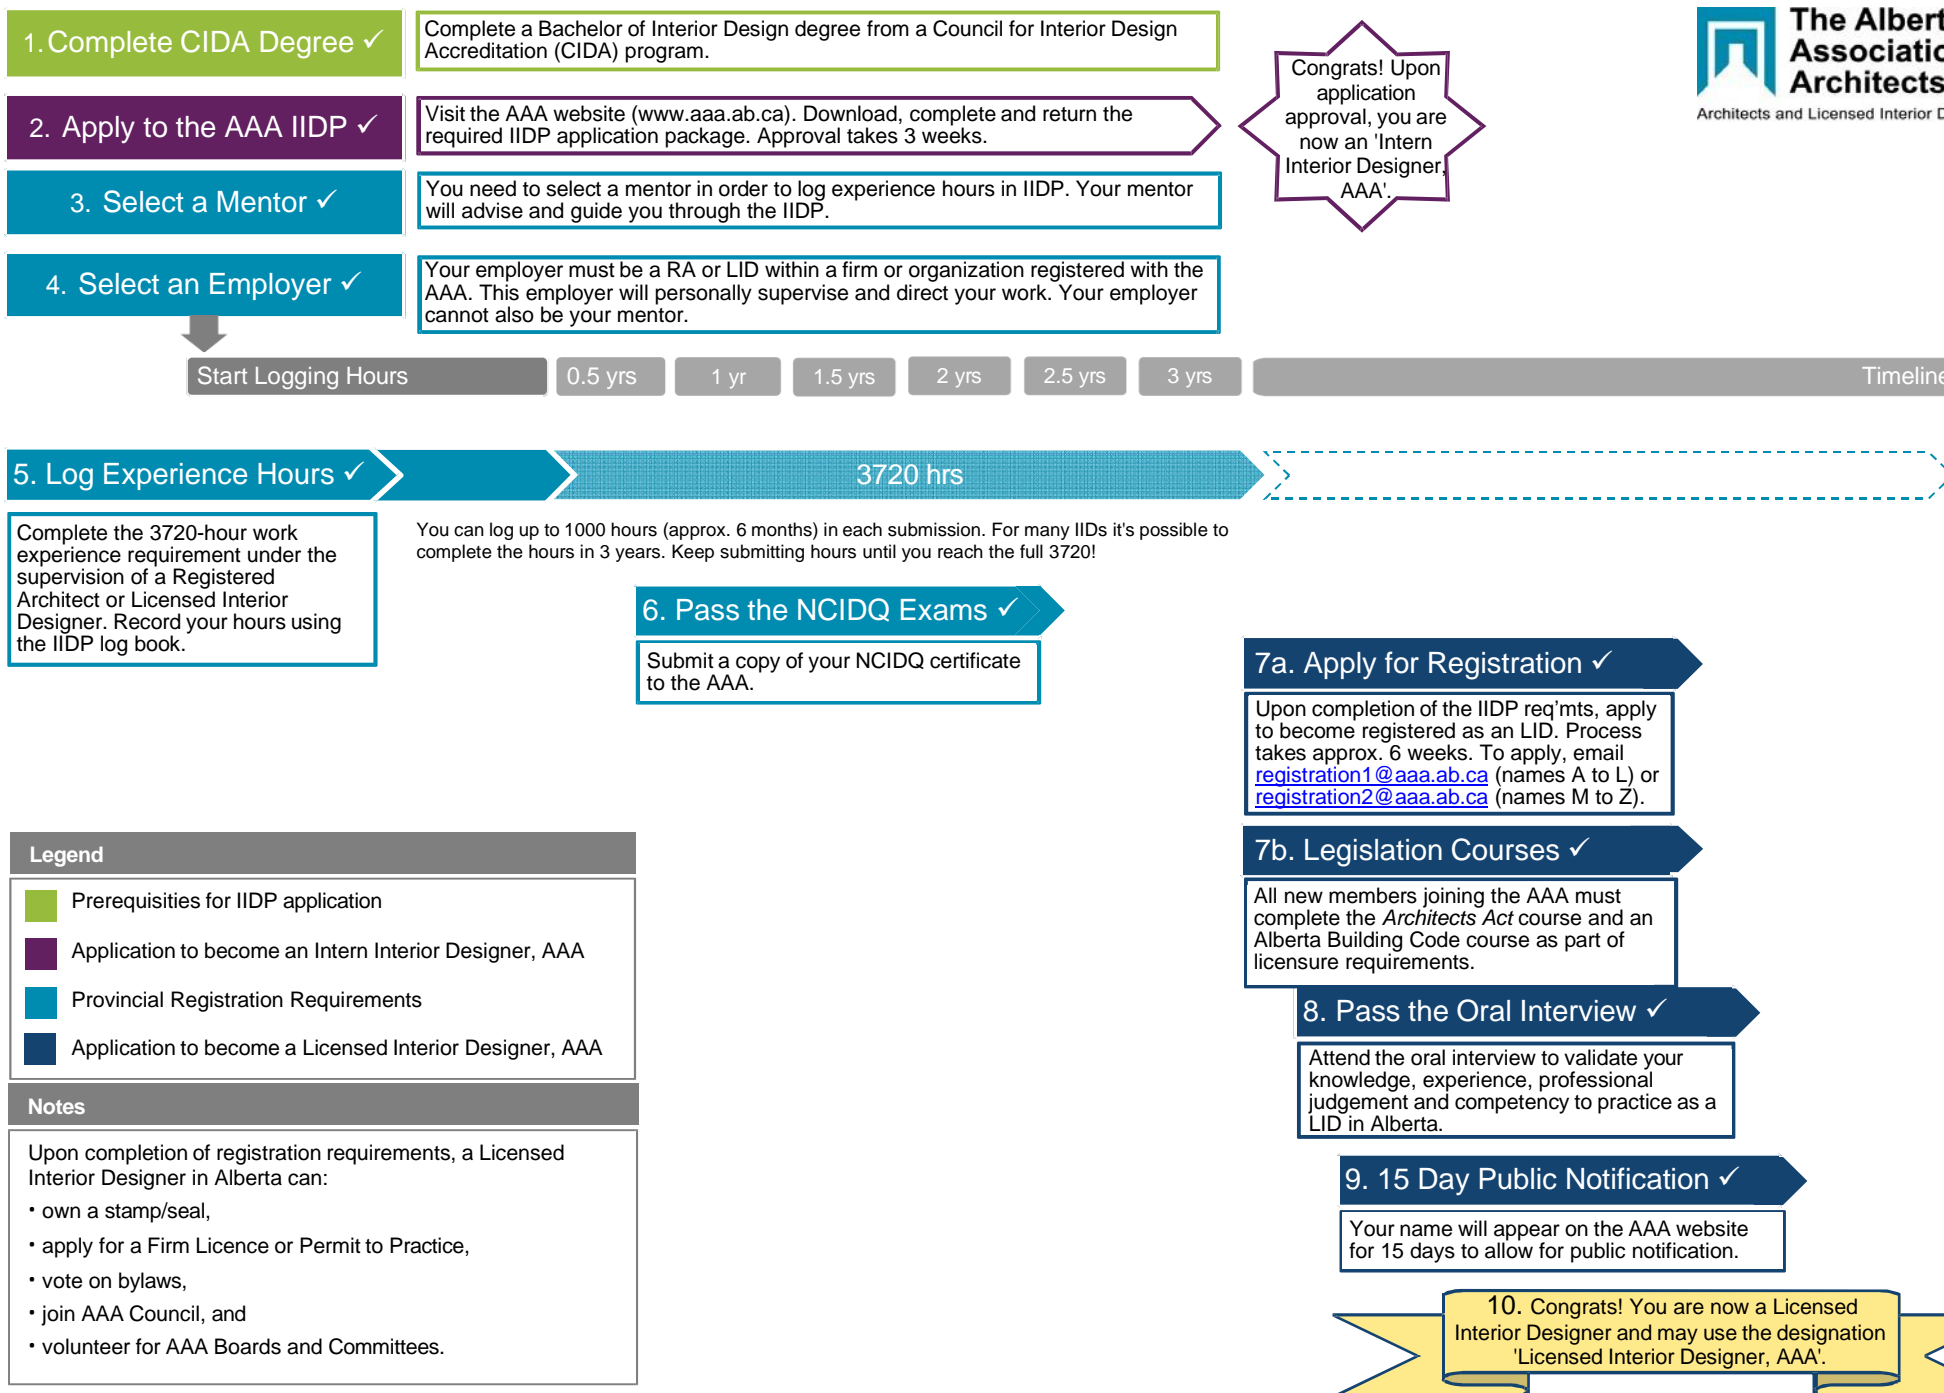 1. Complete CIDA Degree ✓
Complete a Bachelor of Interior Design degree from a Council for Interior Design
Accreditation (CIDA) program.
2. Apply to the AAA IIDP ✓
Visit the AAA website (www.aaa.ab.ca). Download, complete and return the
required IIDP application package. Approval takes 3 weeks.
Congrats! Upon
application
approval, you are
now an 'Intern
Interior Designer,
AAA'.
The Albert
Associatio
Architects
Architects and Licensed Interior D
3. Select a Mentor ✓
You need to select a mentor in order to log experience hours in IIDP. Your mentor
will advise and guide you through the IIDP.
4. Select an Employer ✓
Your employer must be a RA or LID within a firm or organization registered with the
AAA. This employer will personally supervise and direct your work. Your employer
cannot also be your mentor.
Start Logging Hours 0.5 yrs 1 yr 1.5 yrs 2 yrs 2.5 yrs 3 yrs Timeline
5. Log Experience Hours ✓
3720 hrs
Complete the 3720-hour work
experience requirement under the
supervision of a Registered
Architect or Licensed Interior
Designer. Record your hours using
the IIDP log book.
You can log up to 1000 hours (approx. 6 months) in each submission. For many IIDs it's possible to
complete the hours in 3 years. Keep submitting hours until you reach the full 3720!
6. Pass the NCIDQ Exams ✓
Submit a copy of your NCIDQ certificate
to the AAA.
7a. Apply for Registration ✓
Upon completion of the IIDP req'mts, apply
to become registered as an LID. Process
takes approx. 6 weeks. To apply, email
registration1@aaa.ab.ca (names A to L) or
registration2@aaa.ab.ca (names M to Z).
7b. Legislation Courses ✓
All new members joining the AAA must
complete the Architects Act course and an
Alberta Building Code course as part of
licensure requirements.
8. Pass the Oral Interview ✓
Attend the oral interview to validate your
knowledge, experience, professional
judgement and competency to practice as a
LID in Alberta.
9. 15 Day Public Notification ✓
Your name will appear on the AAA website
for 15 days to allow for public notification.
10. Congrats! You are now a Licensed
Interior Designer and may use the designation
'Licensed Interior Designer, AAA'.
Legend
Prerequisities for IIDP application
Application to become an Intern Interior Designer, AAA
Provincial Registration Requirements
Application to become a Licensed Interior Designer, AAA
Notes
Upon completion of registration requirements, a Licensed
Interior Designer in Alberta can:
• own a stamp/seal,
• apply for a Firm Licence or Permit to Practice,
• vote on bylaws,
• join AAA Council, and
• volunteer for AAA Boards and Committees.